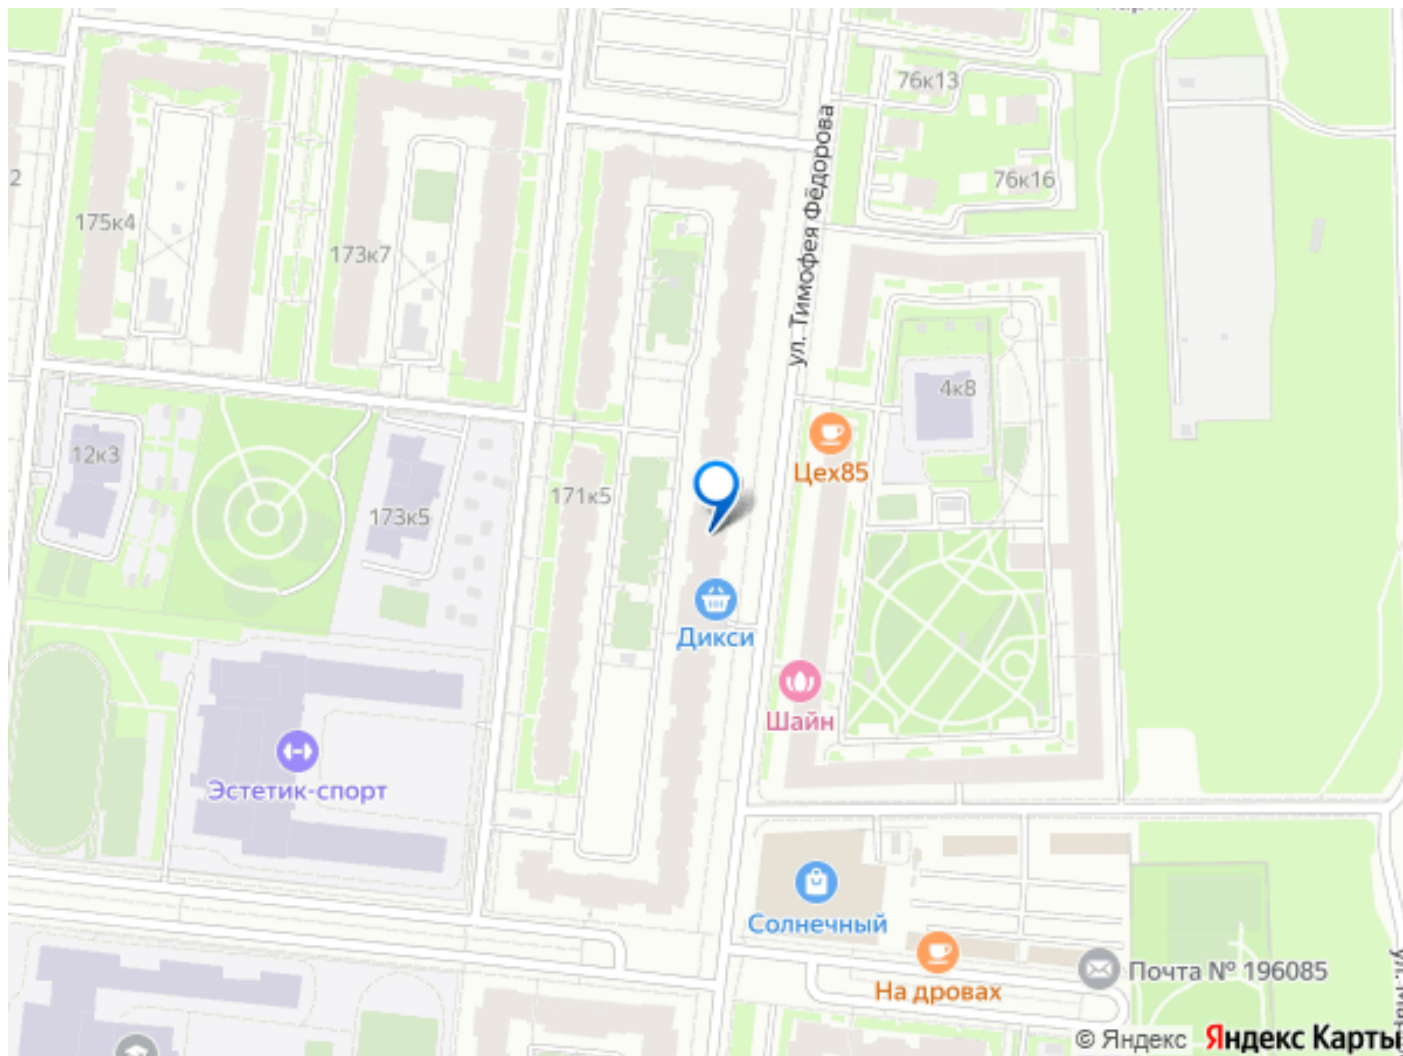 76к13
ул. Тимофея Фёдорова
76к16
2
175к4
173к7
4к8
Цех85
12к3
171к5
173к5
Дикси
Шайн
Эстетик-спорт
Солнечный
На дровах
Почта № 196085
© Яндекс Яндекс Карты